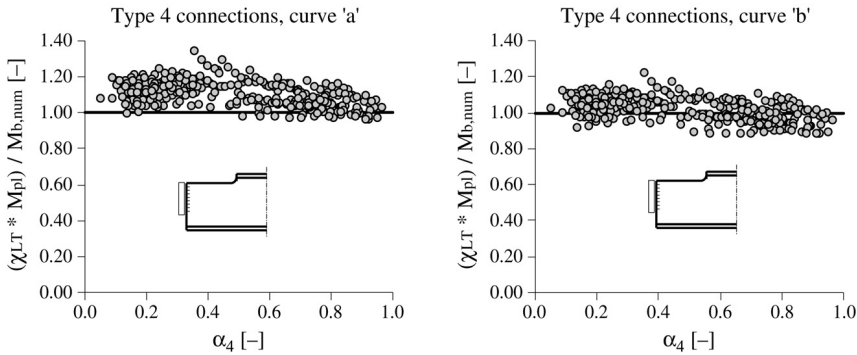 Type 4 connections, curve 'a'
(χLT * Mpl) / Mb,num [–]
1.40
1.20
1.00
0.80
0.60
0.40
0.20
0.00
0.0 0.2 0.4 0.6 0.8 1.0
α4 [–]
Type 4 connections, curve 'b'
(χLT * Mpl) / Mb,num [–]
1.40
1.20
1.00
0.80
0.60
0.40
0.20
0.00
0.0 0.2 0.4 0.6 0.8 1.0
α4 [–]